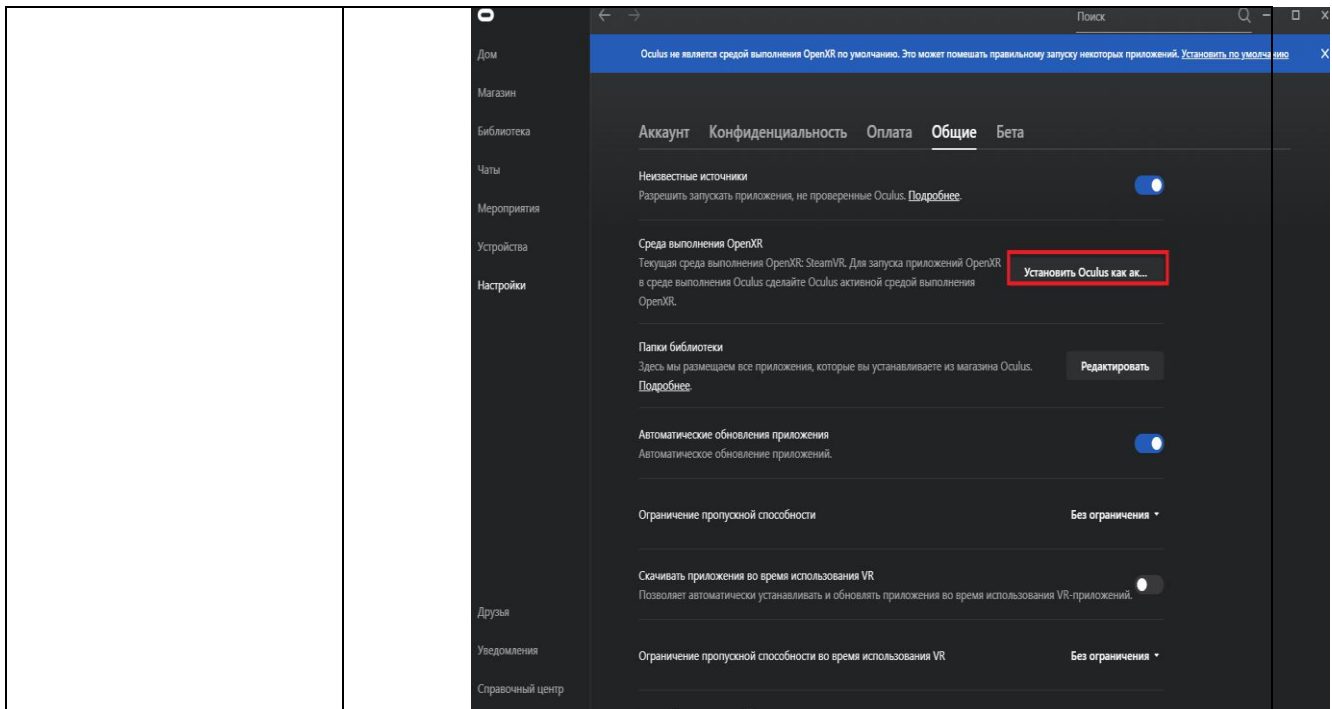 Поиск
Дом
Oculus не является средой выполнения OpenXR по умолчанию. Это может помешать правильному запуску некоторых приложений. Установить по умолчанию
Магазин
Библиотека
Чаты
Мероприятия
Устройства
Настройки
Аккаунт Конфиденциальность Оплата Общие Бета
Неизвестные источники
Разрешить запускать приложения, не проверенные Oculus. Подробнее.
Среда выполнения OpenXR
Текущая среда выполнения OpenXR: SteamVR. Для запуска приложений OpenXR
в среде выполнения Oculus сделайте Oculus активной средой выполнения
OpenXR.
Установить Oculus как ак...
Папки библиотеки
Здесь мы размещаем все приложения, которые вы устанавливаете из магазина Oculus.
Подробнее.
Редактировать
Автоматические обновления приложения
Автоматическое обновление приложений.
Ограничение пропускной способности
Без ограничения
Скачивать приложения во время использования VR
Позволяет автоматически устанавливать и обновлять приложения во время использования VR-приложений.
Ограничение пропускной способности во время использования VR
Без ограничения
Друзья
Уведомления
Справочный центр